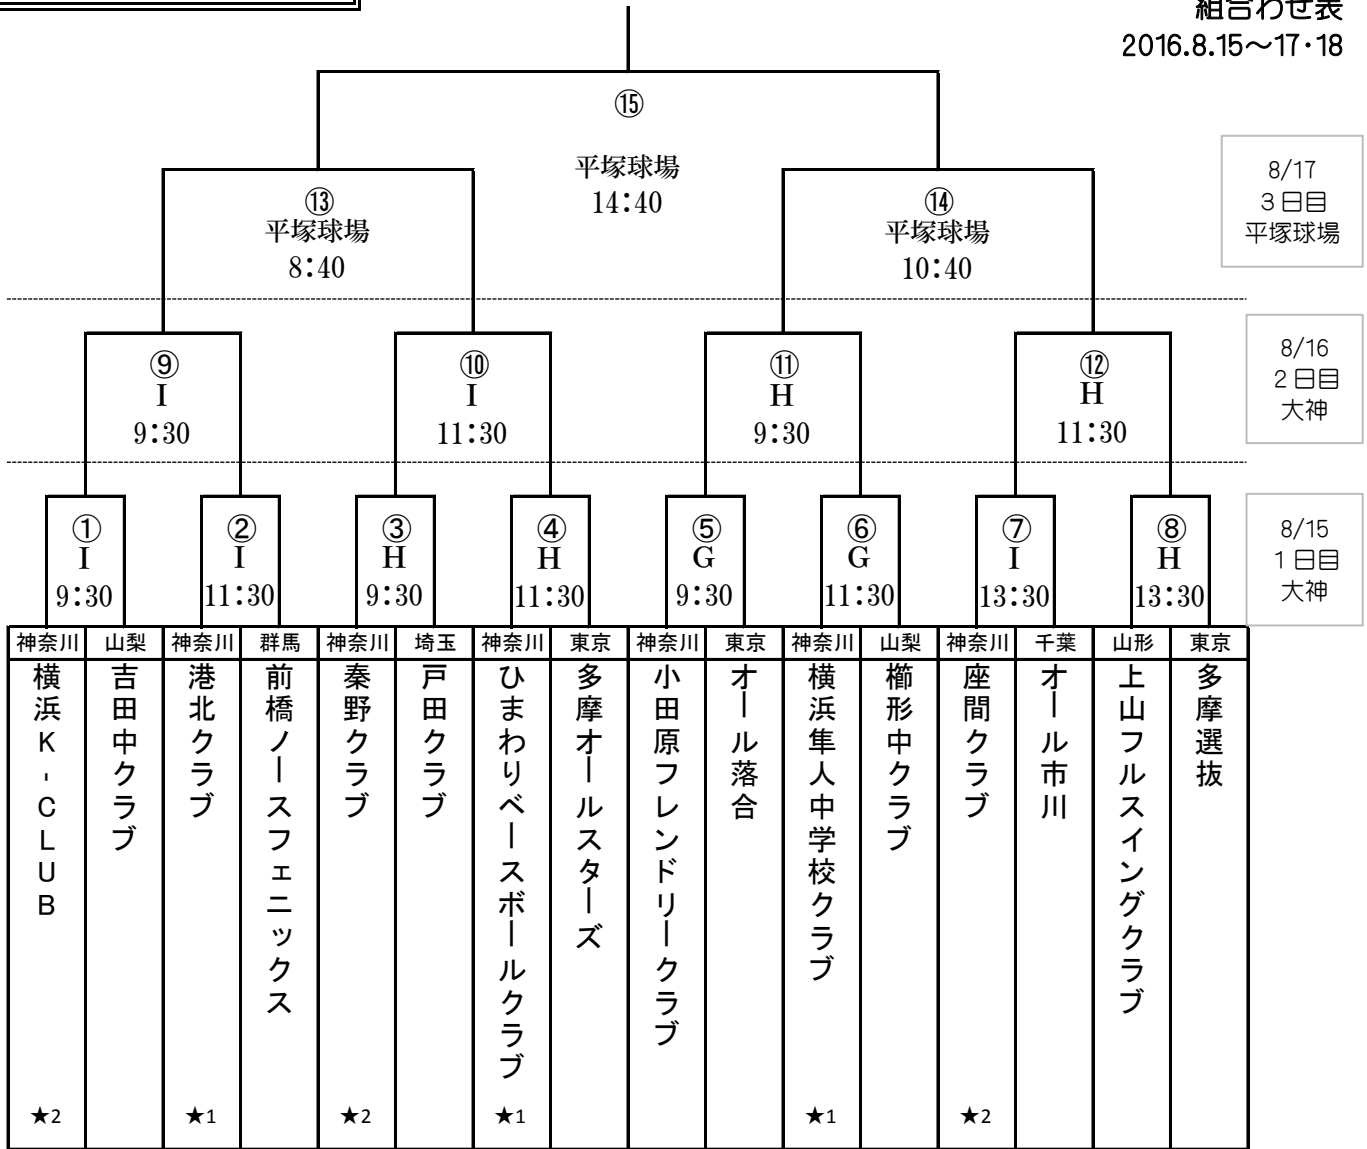 組合わせ表
2016.8.15～17･18
⑮
平塚球場
14：40
8/17
３日目
平塚球場
⑬
平塚球場
8：40
⑭
平塚球場
10：40
⑨
I
9：30
⑩
I
11：30
⑪
H
9：30
⑫
H
11：30
8/16
２日目
大神
①
I
9：30
②
I
11：30
③
H
9：30
④
H
11：30
⑤
G
9：30
⑥
G
11：30
⑦
I
13：30
⑧
H
13：30
8/15
１日目
大神
神奈川
横浜K-CLUB
★2
山梨
吉田中クラブ
神奈川
港北クラブ
★1
群馬
前橋ノースフェニックス
神奈川
秦野クラブ
★2
埼玉
戸田クラブ
神奈川
ひまわりベースボールクラブ
★1
東京
多摩オールスターズ
神奈川
小田原フレンドリークラブ
東京
オール落合
神奈川
横浜隼人中学校クラブ
★1
山梨
櫛形中クラブ
神奈川
座間クラブ
★2
千葉
オール市川
山形
上山フルスイングクラブ
東京
多摩選抜